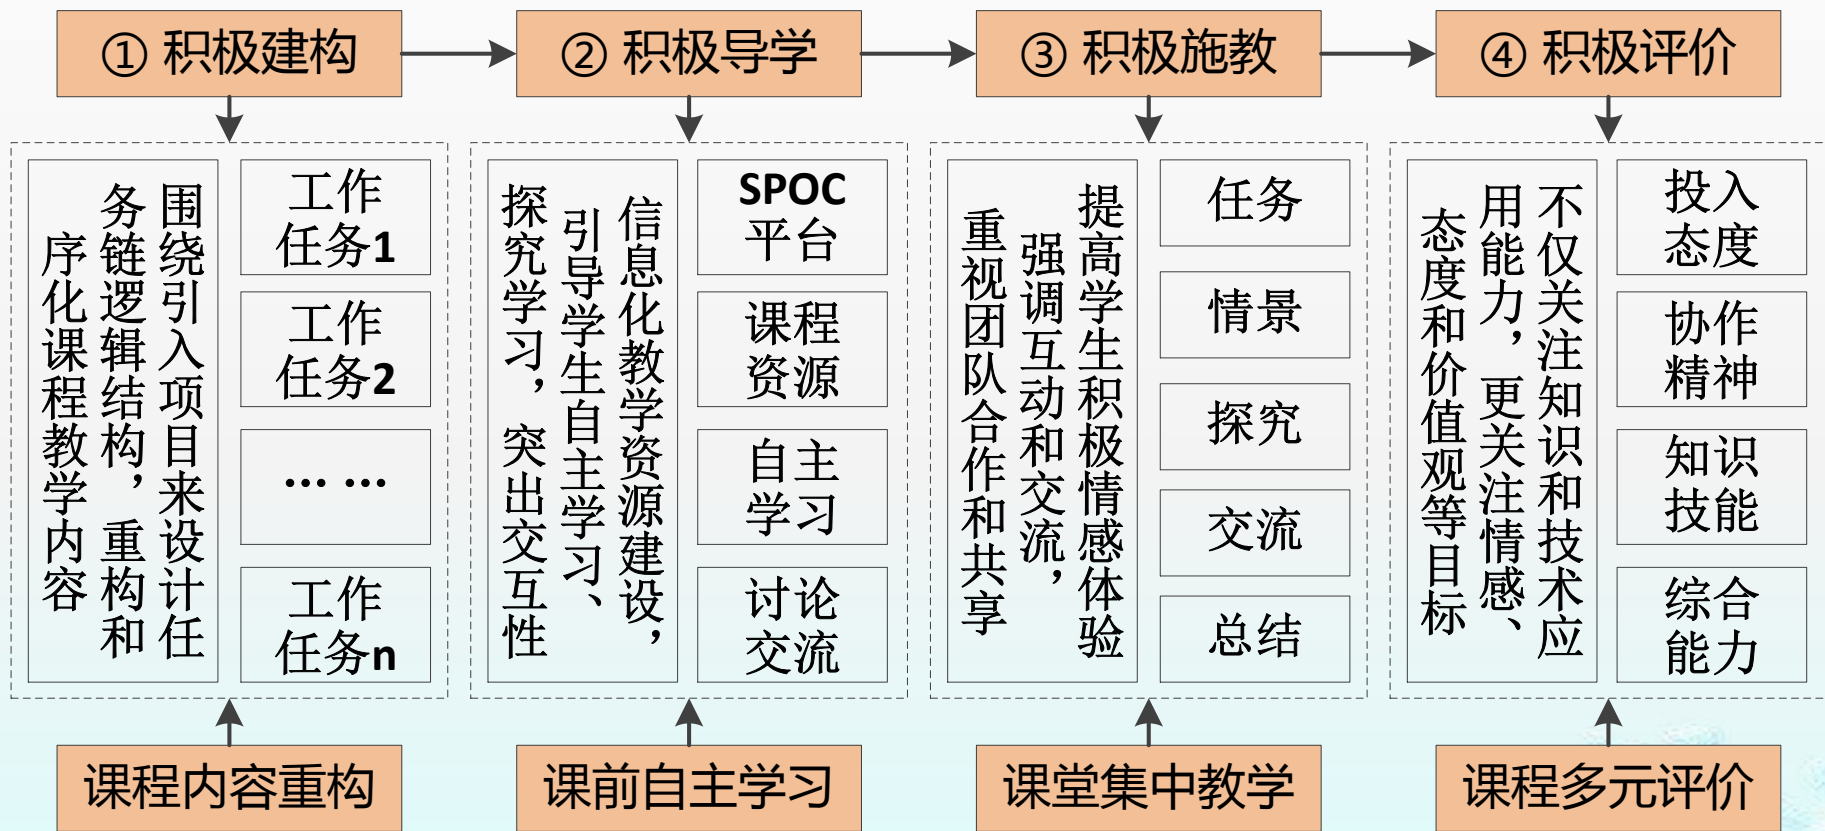 ① 积极建构
② 积极导学
③ 积极施教
④ 积极评价
围绕引入项目来设计任
务链逻辑结构，重构和
序化课程教学内容
工作
任务1
工作
任务2
... ...
工作
任务n
信息化教学资源建设，
引导学生自主学习、
探究学习，突出交互性
SPOC
平台
课程
资源
自主
学习
讨论
交流
提高学生积极情感体验
强调互动和交流，
重视团队合作和共享
任务
情景
探究
交流
总结
不仅关注知识和技术应
用能力，更关注情感、
态度和价值观等目标
投入
态度
协作
精神
知识
技能
综合
能力
课程内容重构
课前自主学习
课堂集中教学
课程多元评价